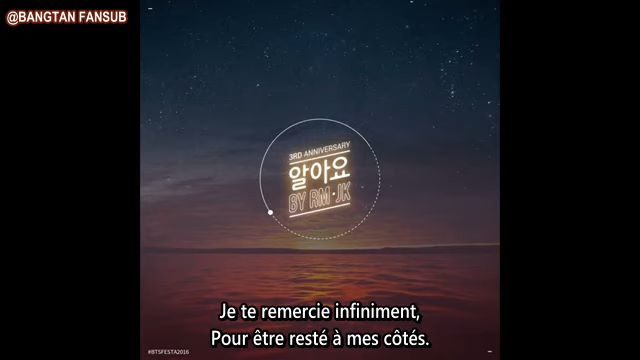 @BANGTAN FANSUB
3RD ANNIVERSARY
알아요
BY RM·JK
#BTSFESTA2016
Je te remercie infiniment,
Pour être resté à mes côtés.